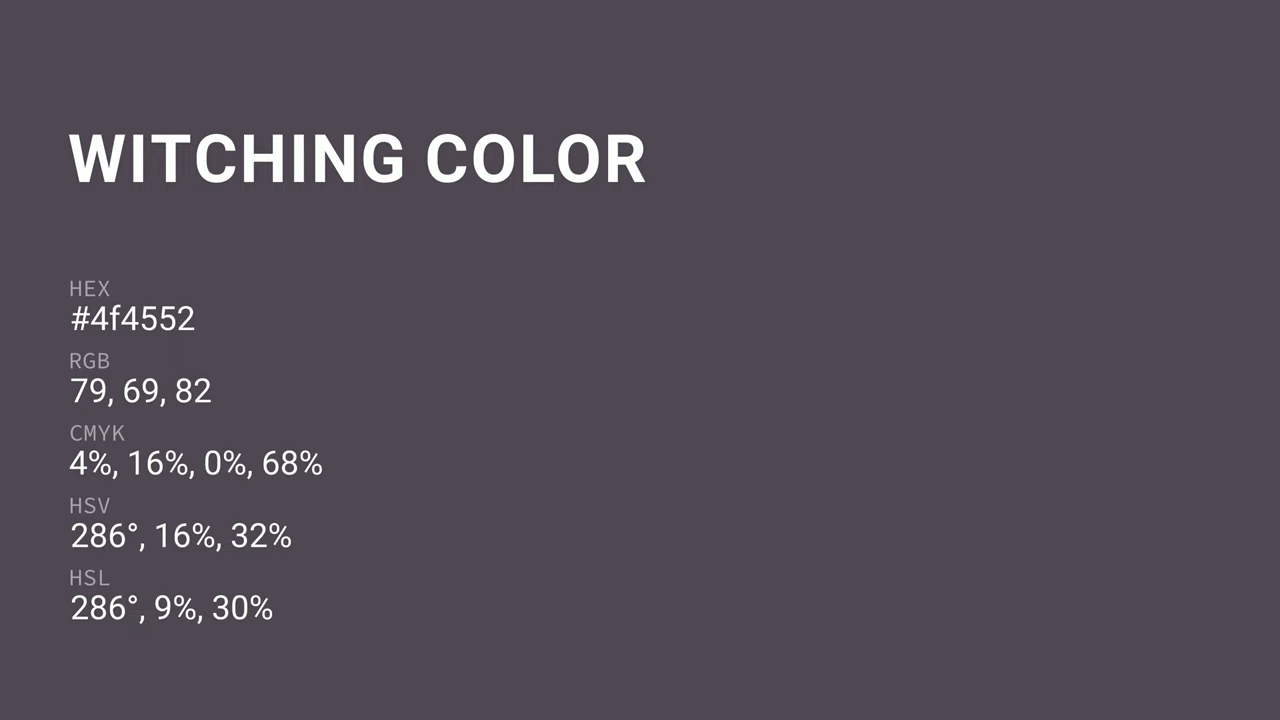 WITCHING COLOR
HEX
#4f4552
RGB
79, 69, 82
CMYK
4%, 16%, 0%, 68%
HSV
286°, 16%, 32%
HSL
286°, 9%, 30%